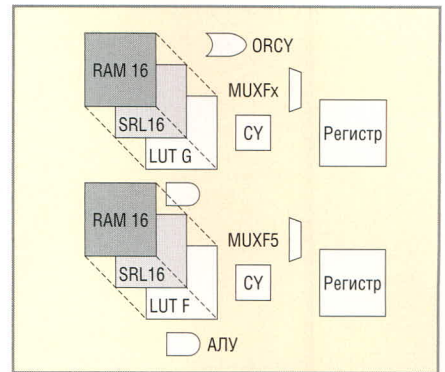 ORCY
RAM 16
MUXFx
SRL16
CY
Регистр
LUT G
RAM 16
MUXF5
SRL16
CY
Регистр
LUT F
АЛУ